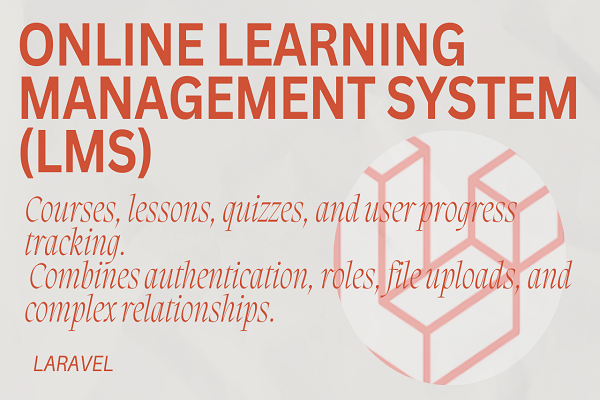 ONLINE LEARNING
MANAGEMENT SYSTEM
(LMS)
Courses, lessons, quizzes, and user progress
tracking.
Combines authentication, roles, file uploads, and
complex relationships.
LARAVEL